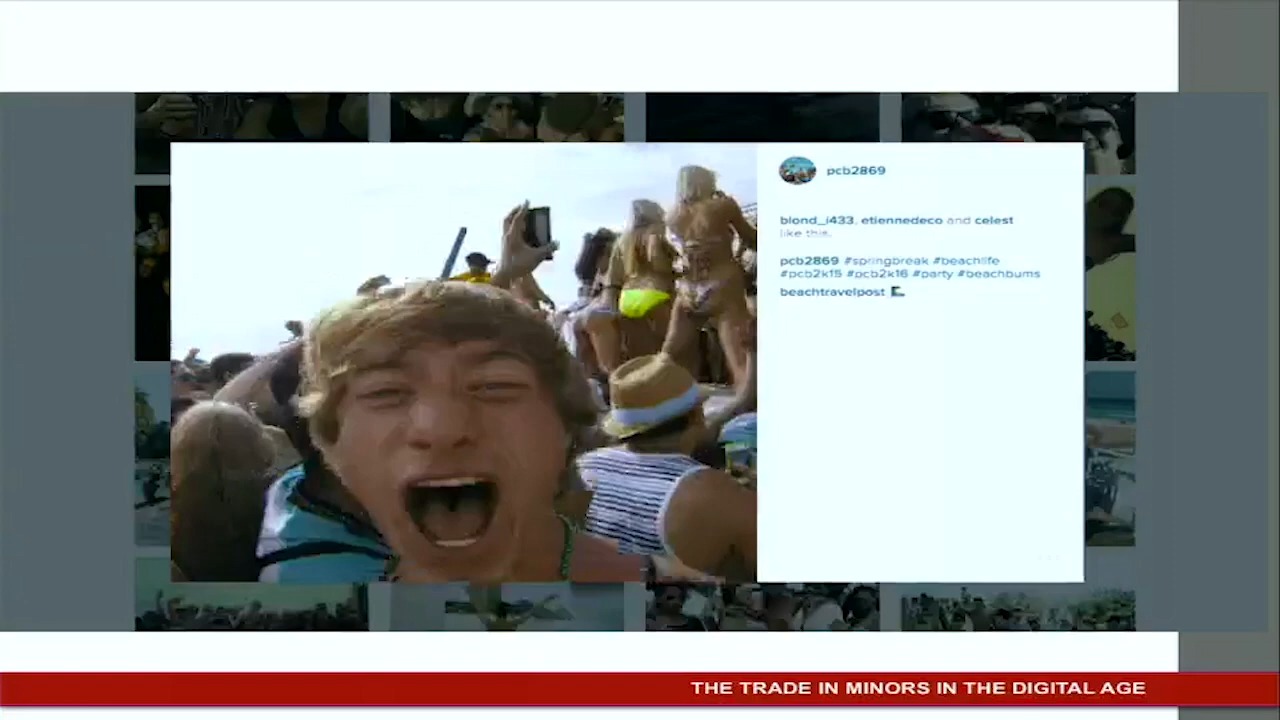 pcb2869
blond_i433, etiennedeco and celest
like this.
pcb2869 #springbreak #beachlife
#pcb2k15 #pcb2k16 #party #beachbums
beachtravelpost
THE TRADE IN MINORS IN THE DIGITAL AGE